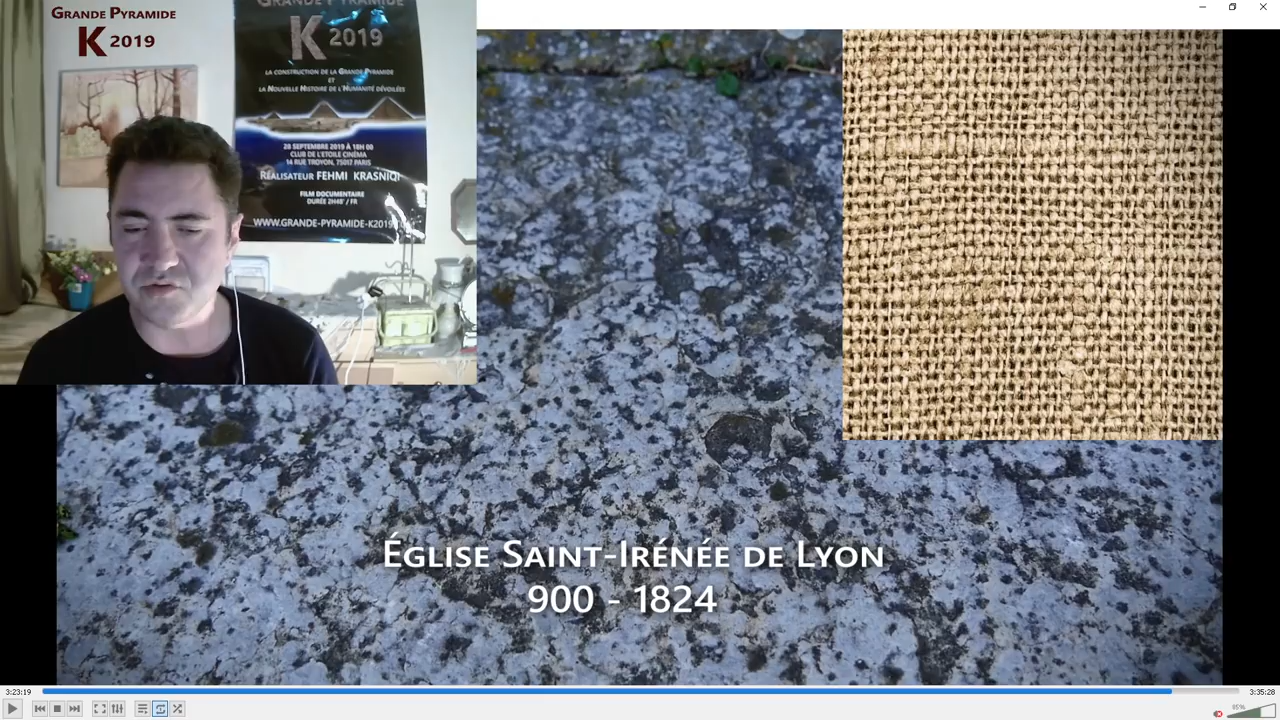 GRANDE PYRAMIDE
K 2019
GRANDE PYRAMIDE
K 2019
LA CONSTRUCTION DE LA GRANDE PYRAMIDE
ET
LA NOUVELLE HISTOIRE DE L'HUMANITÉ DÉVOILÉES
28 SEPTEMBRE 2019 À 18H 00
CLUB DE L'ETOILE CINÉMA
14 RUE TROYON, 75017 PARIS
RÉALISATEUR FEHMI KRASNIQI
FILM DOCUMENTAIRE
DURÉE 2H48' / FR
WWW.GRANDE-PYRAMIDE-K2019
ÉGLISE SAINT-IRÉNÉE DE LYON
900 - 1824
3:23:19
3:35:28
95%